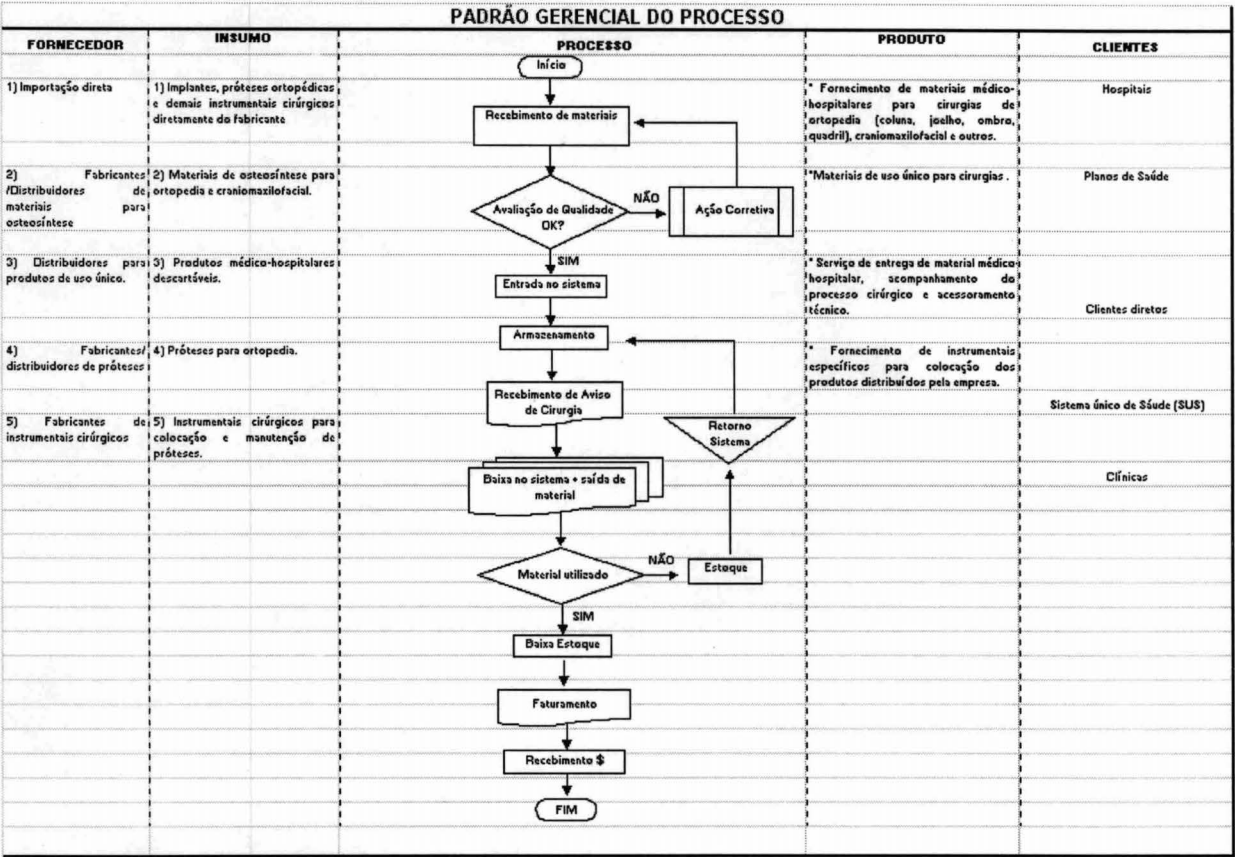 PADRÃO GERENCIAL DO PROCESSO
FORNECEDOR
INSUMO
PROCESSO
PRODUTO
CLIENTES
1) Importação direta
1) Implantes, próteses ortopédicas
e demais instrumentais cirúrgicos
diretamente do fabricante
2) Fabricantes
/Distribuidores de
materiais para
osteosíntese
2) Materiais de osteosíntese para
ortopedia e craniomaxilofacial.
3) Distribuidores para
produtos de uso único.
3) Produtos médico-hospitalares
descartáveis.
4) Fabricantes/
distribuidores de próteses
4) Próteses para ortopedia.
5) Fabricantes de
instrumentais cirúrgicos
5) Instrumentais cirúrgicos para
colocação e manutenção de
próteses.
Início
Recebimento de materiais
Avaliação de Qualidade
OK?
NÃO
Ação Corretiva
SIM
Entrada no sistema
Armazenamento
Recebimento de Aviso
de Cirurgia
Retorno
Sistema
Baixa no sistema + saída de
material
Material utilizado
NÃO
Estoque
SIM
Baixa Estoque
Faturamento
Recebimento $
FIM
* Fornecimento de materiais médico-
hospitalares para cirurgias de
ortopedia (coluna, joelho, ombro,
quadril), craniomaxilofacial e outros.
*Materiais de uso único para cirurgias .
* Serviço de entrega de material médico-
hospitalar, acompanhamento do
processo cirúrgico e acessoramento
técnico.
* Fornecimento de instrumentais
específicos para colocação dos
produtos distribuídos pela empresa.
Hospitais
Planos de Saúde
Clientes diretos
Sistema único de Sáude (SUS)
Clínicas